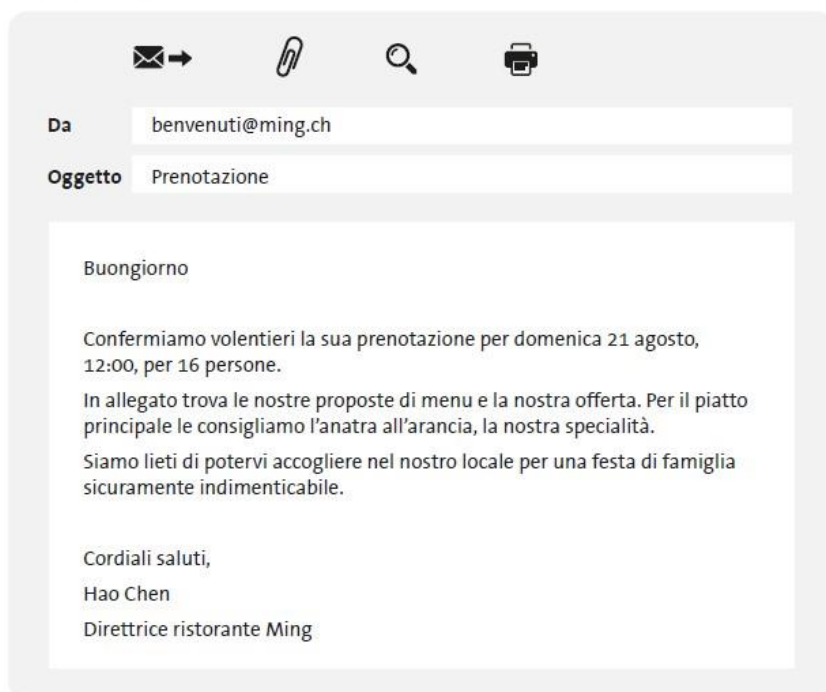 Da benvenuti@ming.ch
Oggetto Prenotazione
Buongiorno
Confermiamo volentieri la sua prenotazione per domenica 21 agosto,
12:00, per 16 persone.
In allegato trova le nostre proposte di menu e la nostra offerta. Per il piatto
principale le consigliamo l’anatra all’arancia, la nostra specialità.
Siamo lieti di potervi accogliere nel nostro locale per una festa di famiglia
sicuramente indimenticabile.
Cordiali saluti,
Hao Chen
Direttrice ristorante Ming